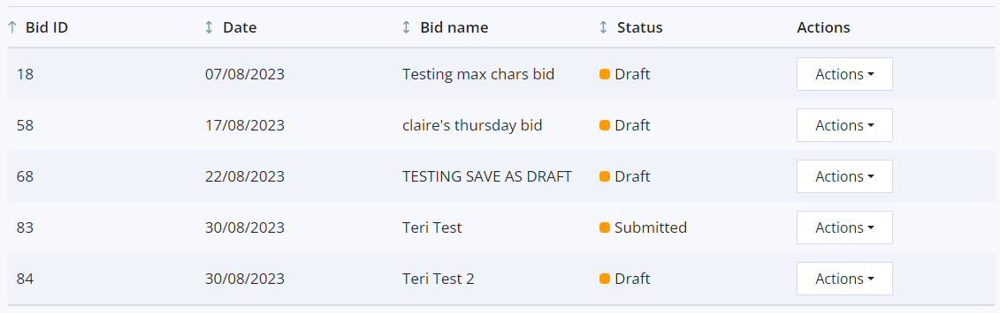 Bid ID Date Bid name Status Actions
18 07/08/2023 Testing max chars bid Draft Actions
58 17/08/2023 claire's thursday bid Draft Actions
68 22/08/2023 TESTING SAVE AS DRAFT Draft Actions
83 30/08/2023 Teri Test Submitted Actions
84 30/08/2023 Teri Test 2 Draft Actions